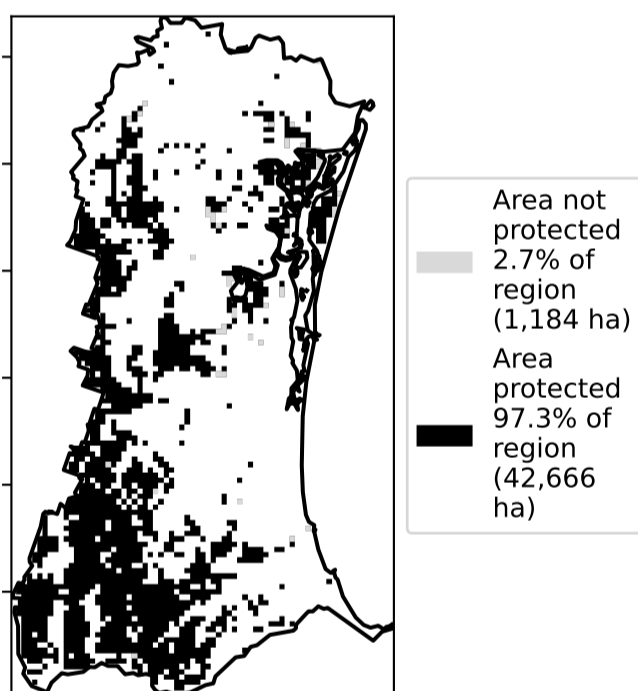 Area not
protected
2.7% of
region
(1,184 ha)
Area
protected
97.3% of
region
(42,666
ha)